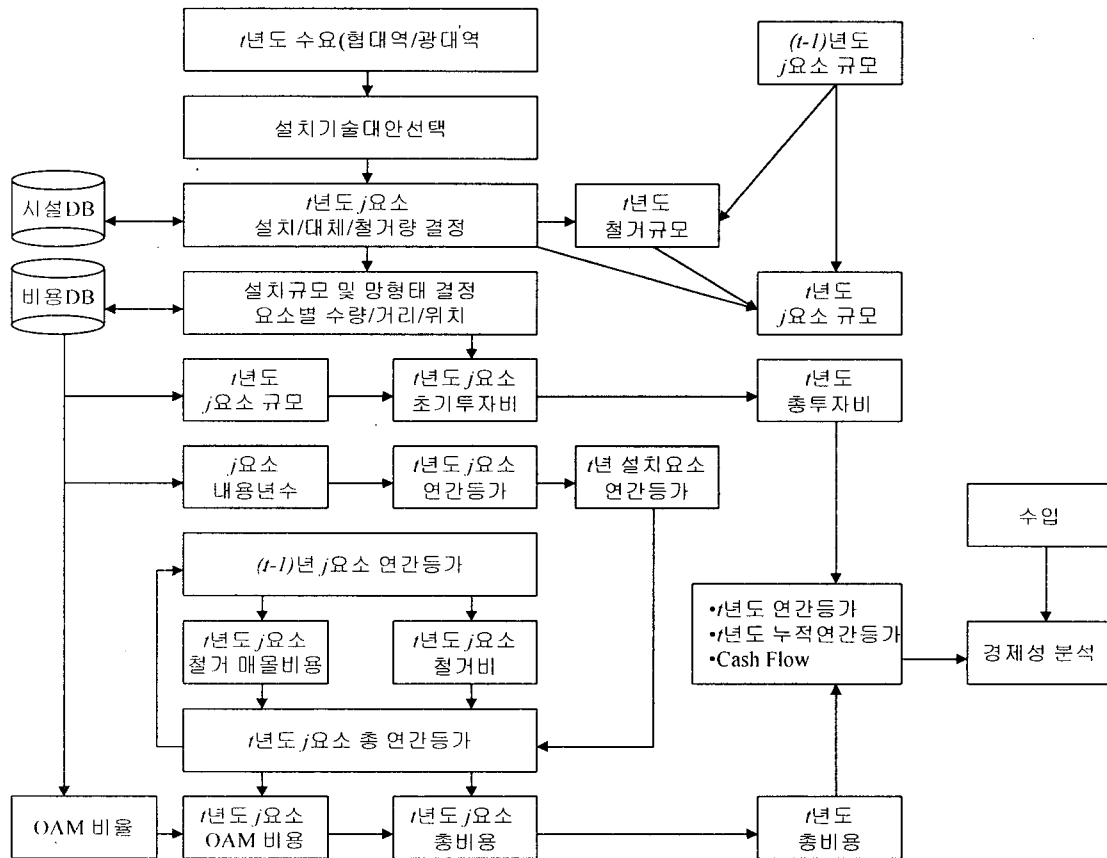 t년도 수요(협대역/광대역
(t-1)년도
j요소 규모
설치기술대안선택
시설DB
t년도 j요소
설치/대체/철거량 결정
t년도
철거규모
비용DB
설치규모 및 망형태 결정
요소별 수량/거리/위치
t년도
j요소 규모
t년도
j요소 규모
t년도 j요소
초기투자비
t년도
총투자비
j요소
내용년수
t년도 j요소
연간등가
t년 설치요소
연간등가
수입
(t-1)년 j요소 연간등가
•t년도 연간등가
•t년도 누적연간등가
•Cash Flow
경제성 분석
t년도 j요소
철거 매몰비용
t년도 j요소
철거비
t년도 j요소 총 연간등가
OAM 비율
t년도 j요소
OAM 비용
t년도 j요소
총비용
t년도
총비용